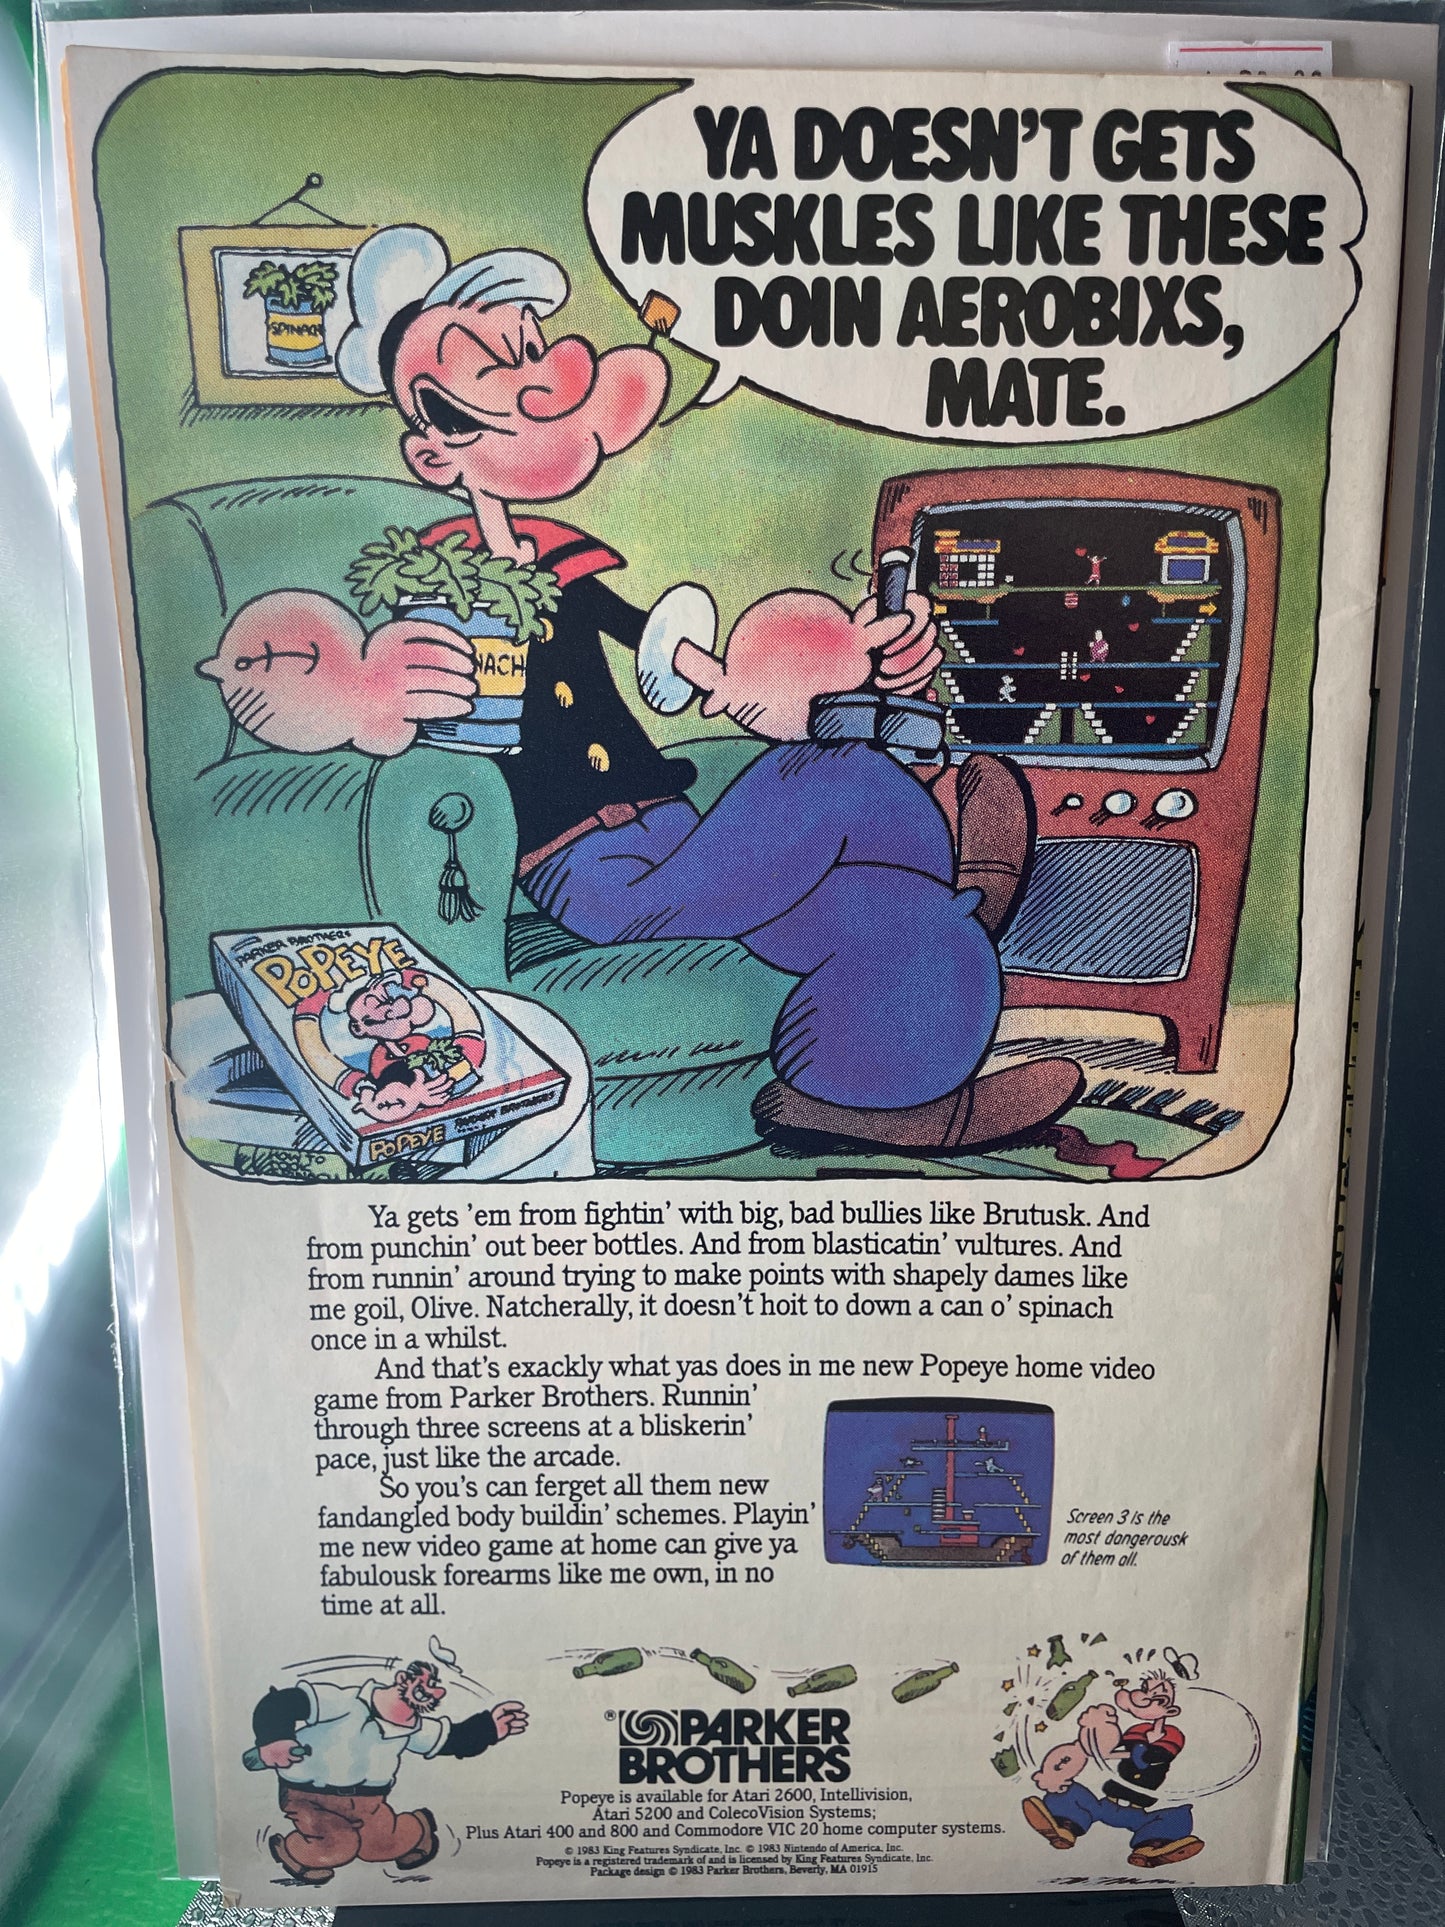 YA DOESN'T GETS
MUSKLES LIKE THESE
DOIN AEROBIXS,
MATE.
SPINACH
NACH
PARKER BROTHERS
POPEYE
POPEYE
PARKER BROTHERS
HOW TO
Ya gets 'em from fightin' with big, bad bullies like Brutusk. And
from punchin' out beer bottles. And from blasticatin' vultures. And
from runnin' around trying to make points with shapely dames like
me goil, Olive. Natcherally, it doesn't hoit to down a can o' spinach
once in a whilst.
And that's exackly what yas does in me new Popeye home video
game from Parker Brothers. Runnin'
through three screens at a bliskerin'
pace, just like the arcade.
So you's can ferget all them new
fandangled body buildin' schemes. Playin'
me new video game at home can give ya
fabulousk forearms like me own, in no
time at all.
Screen 3 is the
most dangerousk
of them all.
® PARKER
BROTHERS
Popeye is available for Atari 2600, Intellivision,
Atari 5200 and ColecoVision Systems;
Plus Atari 400 and 800 and Commodore VIC 20 home computer systems.
© 1983 King Features Syndicate, Inc. © 1983 Nintendo of America, Inc.
Popeye is a registered trademark of and is licensed by King Features Syndicate, Inc.
Package design © 1983 Parker Brothers, Beverly, MA 01915